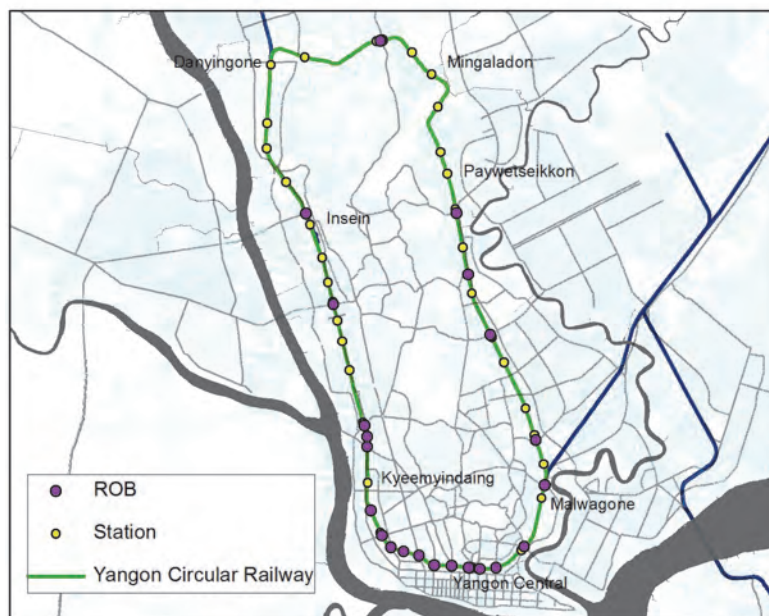 Danyingone
Mingaladon
Paywetseikkon
Insein
Kyeemyindaing
Malwagone
Yangon Central
ROB
Station
Yangon Circular Railway